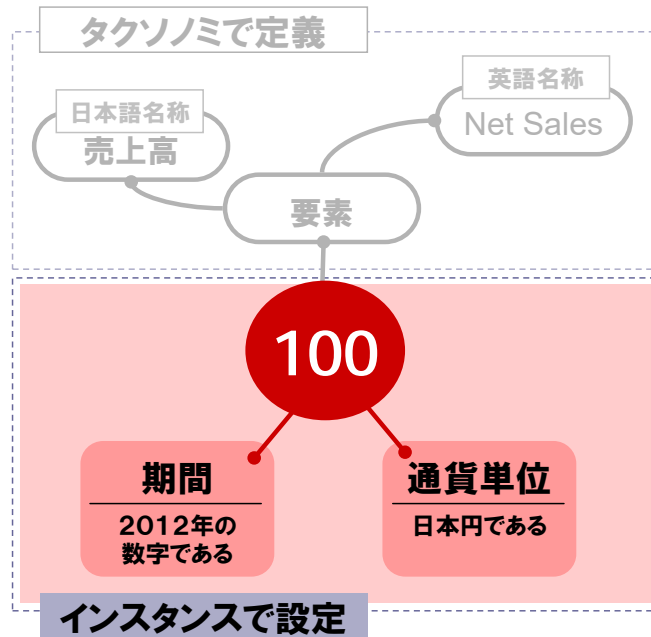 タクソノミで定義
英語名称
Net Sales
日本語名称
売上高
要素
100
期間
2012年の
数字である
通貨単位
日本円である
インスタンスで設定